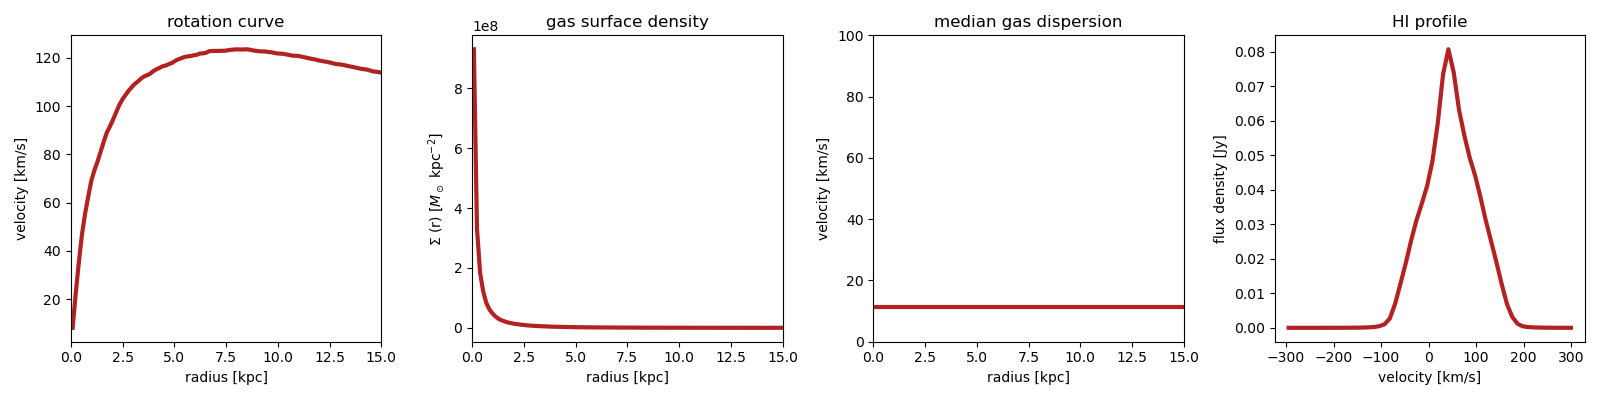 rotation curve
velocity [km/s]
120
100
80
60
40
20
0.0 2.5 5.0 7.5 10.0 12.5 15.0
radius [kpc]
gas surface density
1e8
Σ (r) [M⊙ kpc⁻²]
8
6
4
2
0
0.0 2.5 5.0 7.5 10.0 12.5 15.0
radius [kpc]
median gas dispersion
velocity [km/s]
100
80
60
40
20
0
0.0 2.5 5.0 7.5 10.0 12.5 15.0
radius [kpc]
HI profile
flux density [Jy]
0.08
0.07
0.06
0.05
0.04
0.03
0.02
0.01
0.00
−300 −200 −100 0 100 200 300
velocity [km/s]